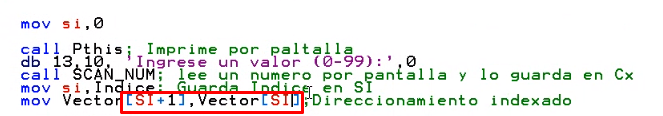 mov si,0
call Pthis; Imprime por paltalla
db 13,10, 'Ingrese un valor (0-99):',0
call SCAN_NUM; lee un numero por pantalla y lo guarda en Cx
mov si,Indice; Guarda Indice en SI
mov Vector[SI+1],Vector[SI];Direccionamiento indexado